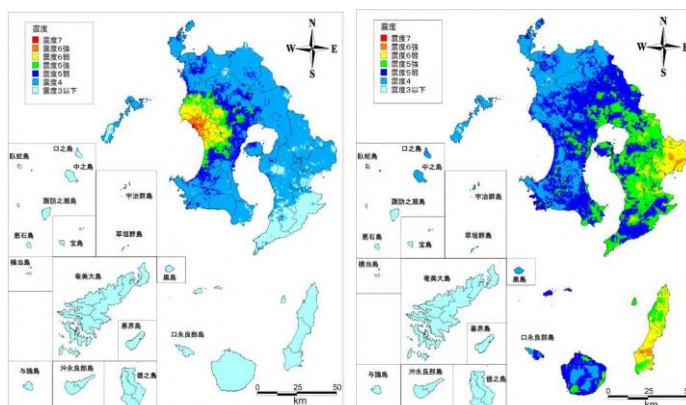 震度
震度7
震度6強
震度6弱
震度5強
震度5弱
震度4
震度3以下
N
W E
S
口之島
臥蛇島
中之島
諏訪之瀬島
宇治群島
悪石島
宝島
草垣群島
横当島
奄美大島
黒島
喜界島
口永良部島
与論島
沖永良部島
徳之島
0 25 50
km
震度
震度7
震度6強
震度6弱
震度5強
震度5弱
震度4
震度3以下
N
W E
S
口之島
臥蛇島
中之島
諏訪之瀬島
宇治群島
悪石島
宝島
草垣群島
横当島
奄美大島
黒島
喜界島
口永良部島
与論島
沖永良部島
徳之島
0 25
km